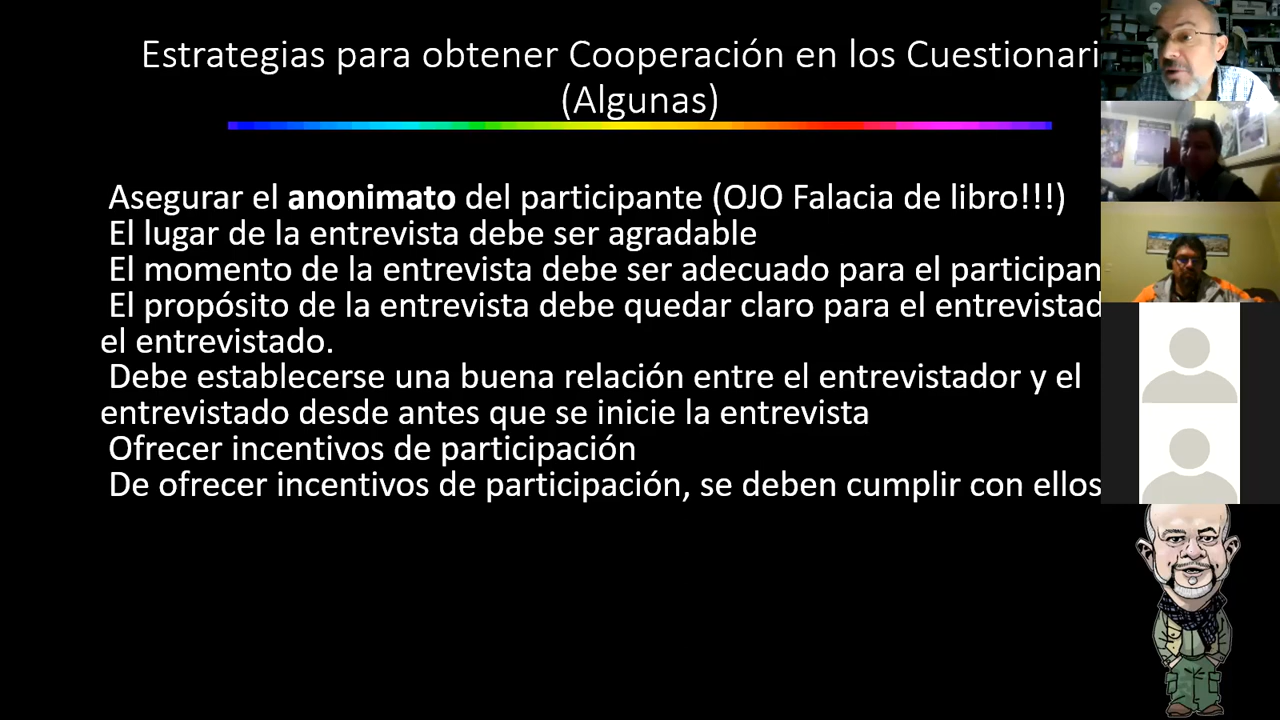 Estrategias para obtener Cooperación en los Cuestionari
(Algunas)
Asegurar el anonimato del participante (OJO Falacia de libro!!!)
El lugar de la entrevista debe ser agradable
El momento de la entrevista debe ser adecuado para el participan
El propósito de la entrevista debe quedar claro para el entrevistad
el entrevistado.
Debe establecerse una buena relación entre el entrevistador y el
entrevistado desde antes que se inicie la entrevista
Ofrecer incentivos de participación
De ofrecer incentivos de participación, se deben cumplir con ellos